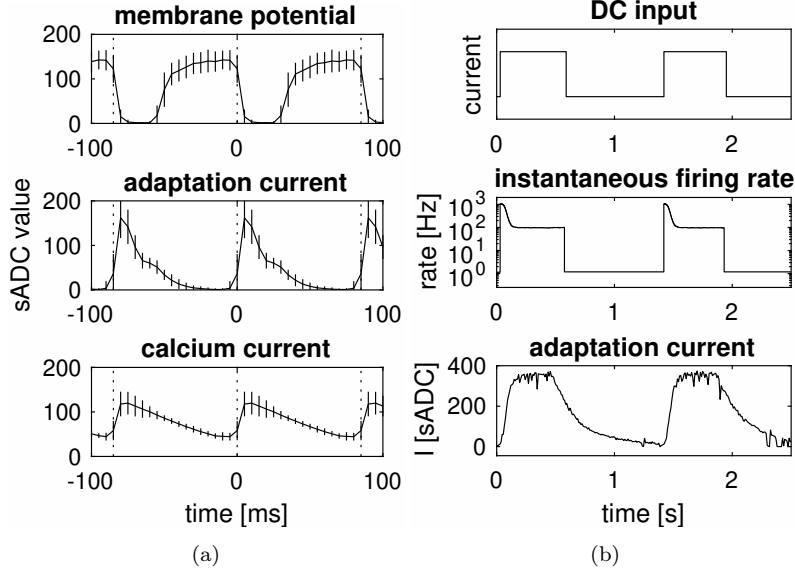 membrane potential
200
100
0
-100
0
100
adaptation current
200
100
0
-100
0
100
sADC value
calcium current
200
100
0
-100
0
100
time [ms]
(a)
DC input
current
0
1
2
instantaneous firing rate
rate [Hz]
10³
10²
10¹
10⁰
0
1
2
adaptation current
I [sADC]
400
200
0
0
1
2
time [s]
(b)